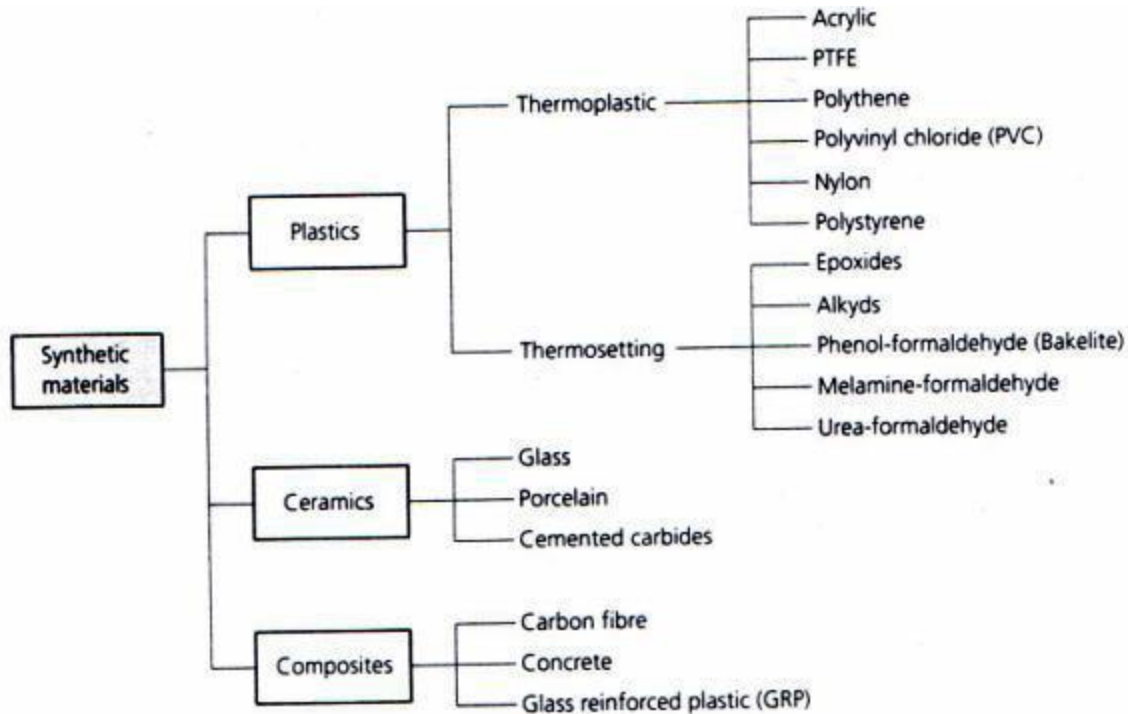 Acrylic
PTFE
Thermoplastic
Polythene
Polyvinyl chloride (PVC)
Nylon
Polystyrene
Plastics
Epoxides
Alkyds
Thermosetting
Phenol-formaldehyde (Bakelite)
Melamine-formaldehyde
Urea-formaldehyde
Synthetic
materials
Glass
Ceramics
Porcelain
Cemented carbides
Carbon fibre
Composites
Concrete
Glass reinforced plastic (GRP)